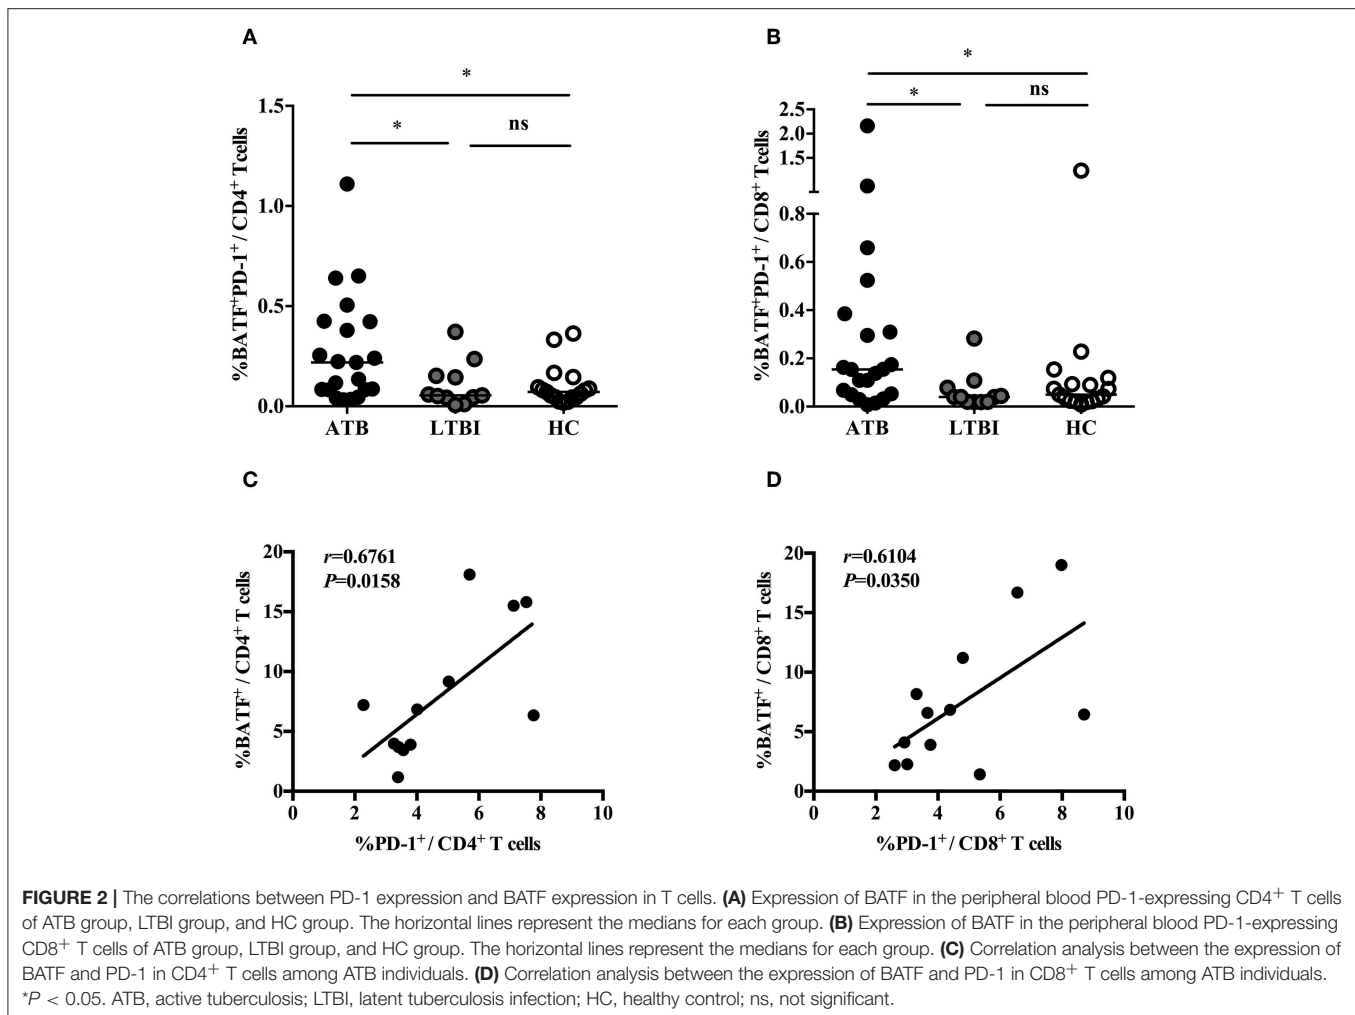 A
%BATF⁺PD-1⁺ / CD4⁺ Tcells
1.5
1.0
0.5
0.0
*
*
ns
ATB LTBI HC
B
%BATF⁺PD-1⁺ / CD8⁺ Tcells
2.5
2.0
1.5
0.8
0.6
0.4
0.2
0.0
*
*
ns
ATB LTBI HC
C
%BATF⁺ / CD4⁺ T cells
20
15
10
5
0
r=0.6761
P=0.0158
0 2 4 6 8 10
%PD-1⁺ / CD4⁺ T cells
D
%BATF⁺ / CD8⁺ T cells
20
15
10
5
0
r=0.6104
P=0.0350
0 2 4 6 8 10
%PD-1⁺ / CD8⁺ T cells
FIGURE 2 | The correlations between PD-1 expression and BATF expression in T cells. (A) Expression of BATF in the peripheral blood PD-1-expressing CD4⁺ T cells
of ATB group, LTBI group, and HC group. The horizontal lines represent the medians for each group. (B) Expression of BATF in the peripheral blood PD-1-expressing
CD8⁺ T cells of ATB group, LTBI group, and HC group. The horizontal lines represent the medians for each group. (C) Correlation analysis between the expression of
BATF and PD-1 in CD4⁺ T cells among ATB individuals. (D) Correlation analysis between the expression of BATF and PD-1 in CD8⁺ T cells among ATB individuals.
*P < 0.05. ATB, active tuberculosis; LTBI, latent tuberculosis infection; HC, healthy control; ns, not significant.